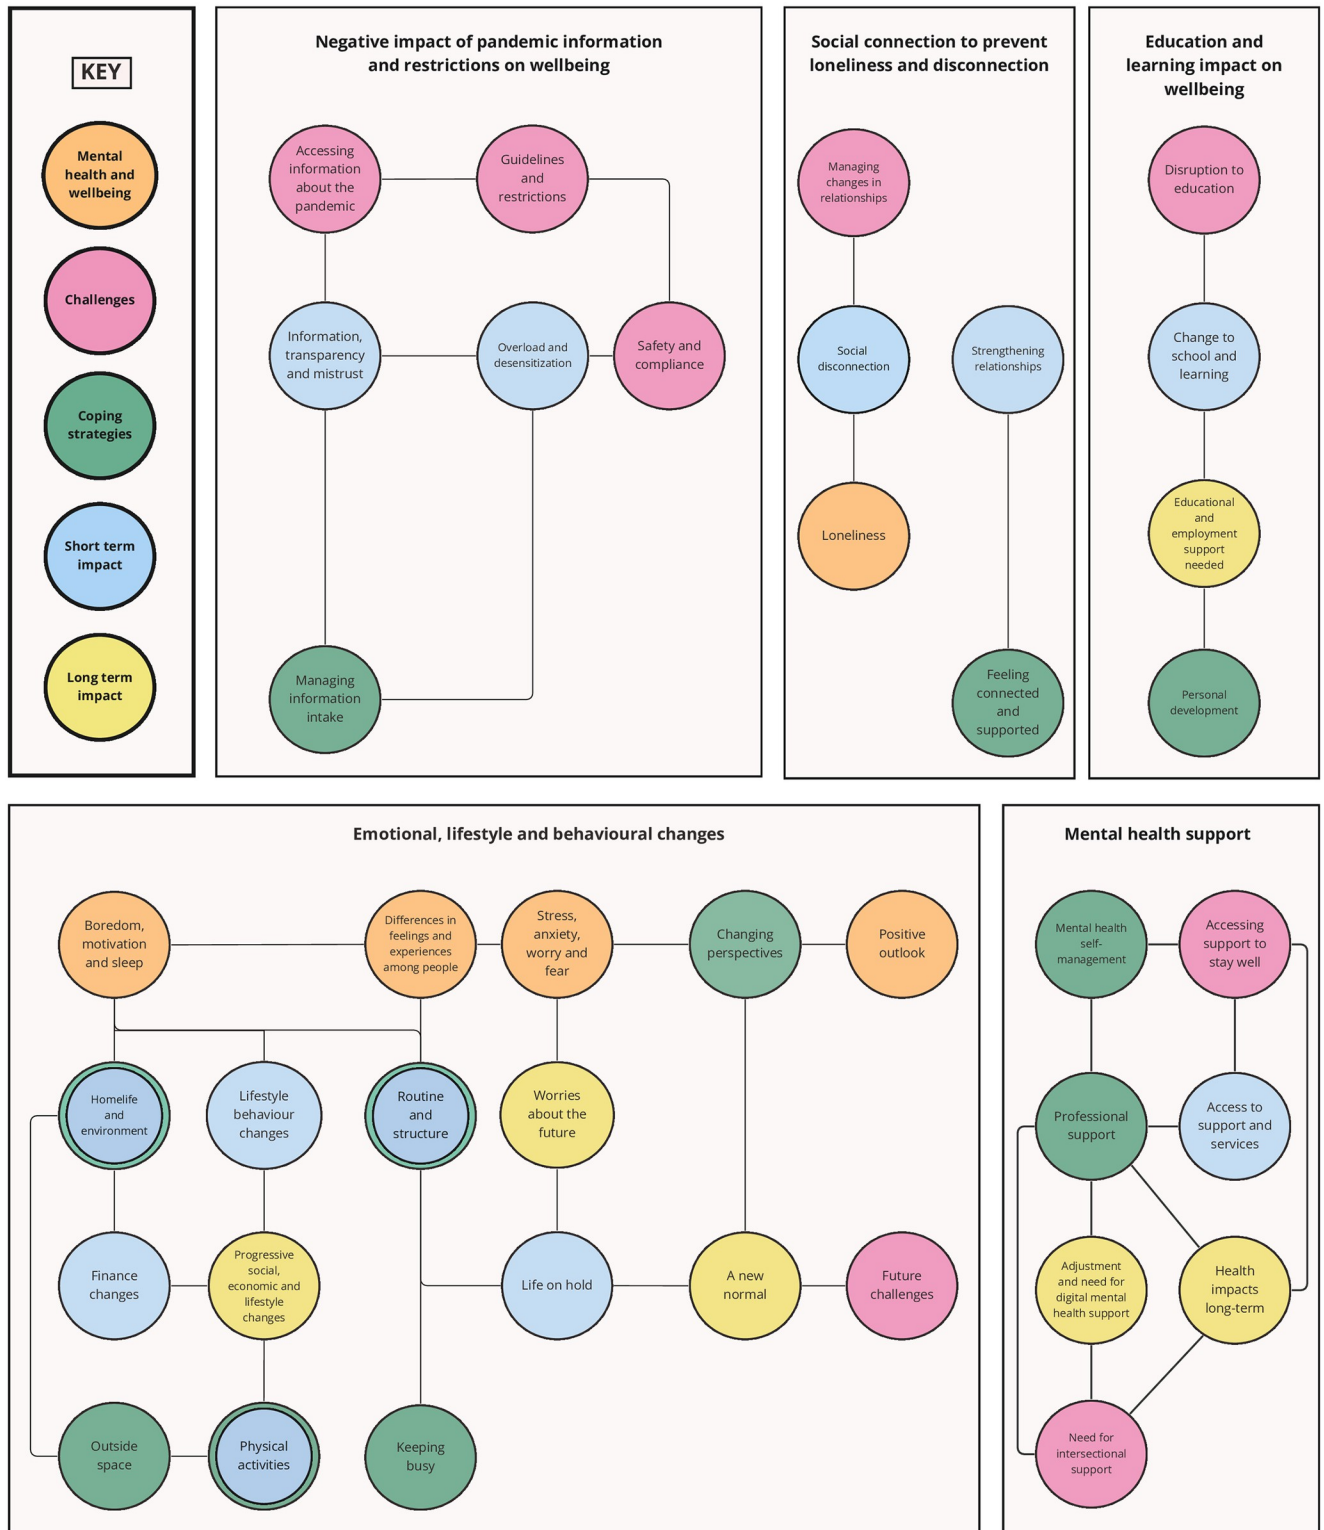 KEY
Mental
health and
wellbeing
Challenges
Coping
strategies
Short term
impact
Long term
impact
Negative impact of pandemic information
and restrictions on wellbeing
Accessing
information
about the
pandemic
Guidelines
and
restrictions
Information,
transparency
and mistrust
Overload and
desensitization
Safety and
compliance
Managing
information
intake
Social connection to prevent
loneliness and disconnection
Managing
changes in
relationships
Social
disconnection
Strengthening
relationships
Loneliness
Feeling
connected
and
supported
Education and
learning impact on
wellbeing
Disruption to
education
Change to
school and
learning
Educational
and
employment
support
needed
Personal
development
Emotional, lifestyle and behavioural changes
Boredom,
motivation
and sleep
Differences in
feelings and
experiences
among people
Stress,
anxiety,
worry and
fear
Changing
perspectives
Positive
outlook
Homelife
and
environment
Lifestyle
behaviour
changes
Routine
and
structure
Worries
about the
future
Finance
changes
Progressive
social,
economic and
lifestyle
changes
Life on hold
A new
normal
Future
challenges
Outside
space
Physical
activities
Keeping
busy
Mental health support
Mental health
self-
management
Accessing
support to
stay well
Professional
support
Access to
support and
services
Adjustment
and need for
digital mental
health support
Health
impacts
long-term
Need for
intersectional
support